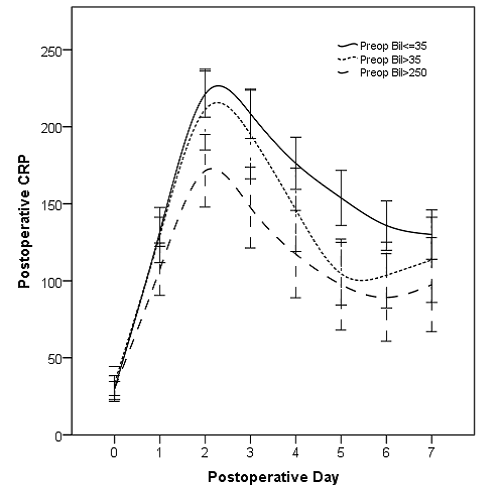 Preop Bil<=35
Preop Bil>35
Preop Bil>250
Postoperative CRP
250
200
150
100
50
0
0 1 2 3 4 5 6 7
Postoperative Day